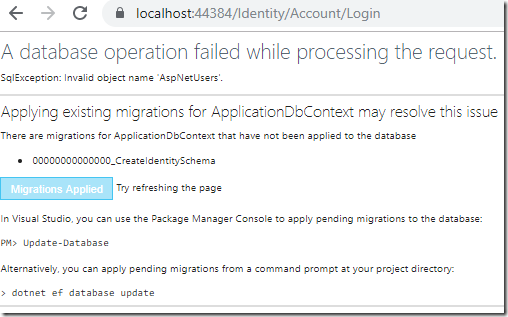 localhost:44384/Identity/Account/Login
A database operation failed while processing the request.
SqlException: Invalid object name 'AspNetUsers'.
Applying existing migrations for ApplicationDbContext may resolve this issue
There are migrations for ApplicationDbContext that have not been applied to the database
• 00000000000000_CreateIdentitySchema
Migrations Applied Try refreshing the page
In Visual Studio, you can use the Package Manager Console to apply pending migrations to the database:
PM> Update-Database
Alternatively, you can apply pending migrations from a command prompt at your project directory:
> dotnet ef database update